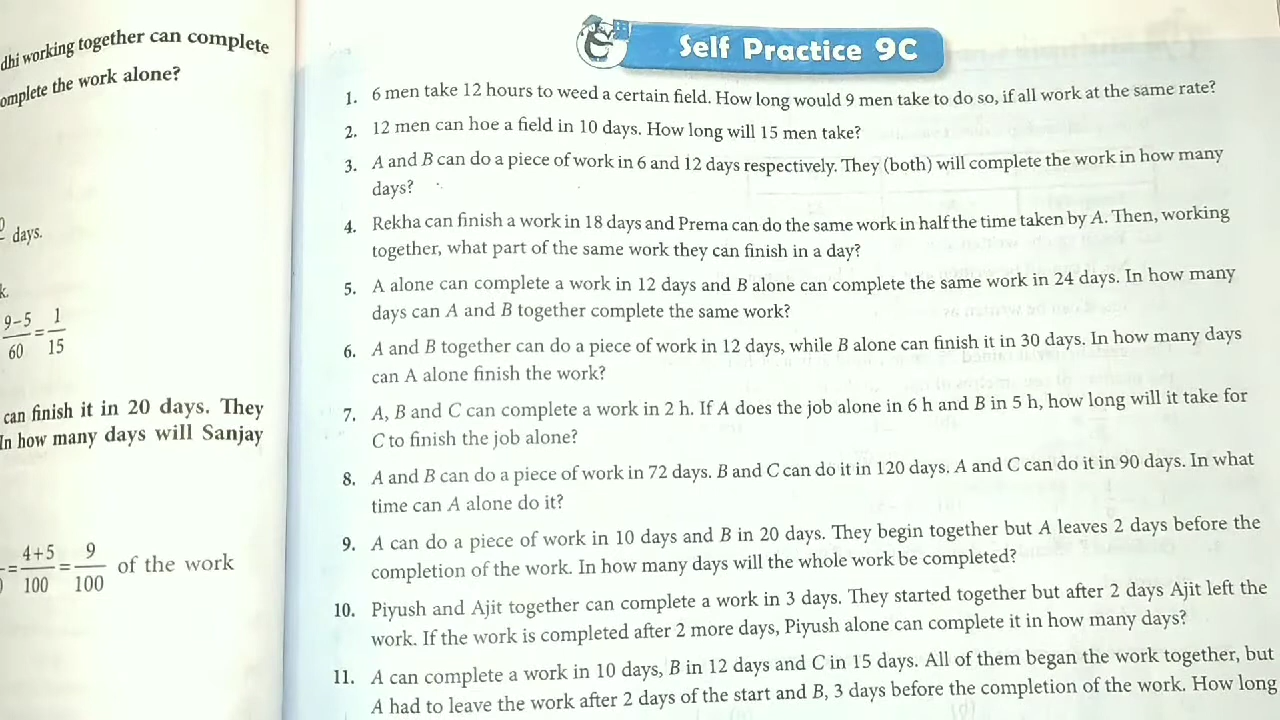 dhi working together can complete
omplete the work alone?
days.
k.
9-5/60 = 1/15
can finish it in 20 days. They
In how many days will Sanjay
= 4+5/100 = 9/100 of the work
Self Practice 9C
1. 6 men take 12 hours to weed a certain field. How long would 9 men take to do so, if all work at the same rate?
2. 12 men can hoe a field in 10 days. How long will 15 men take?
3. A and B can do a piece of work in 6 and 12 days respectively. They (both) will complete the work in how many
days?
4. Rekha can finish a work in 18 days and Prema can do the same work in half the time taken by A. Then, working
together, what part of the same work they can finish in a day?
5. A alone can complete a work in 12 days and B alone can complete the same work in 24 days. In how many
days can A and B together complete the same work?
6. A and B together can do a piece of work in 12 days, while B alone can finish it in 30 days. In how many days
can A alone finish the work?
7. A, B and C can complete a work in 2 h. If A does the job alone in 6 h and B in 5 h, how long will it take for
C to finish the job alone?
8. A and B can do a piece of work in 72 days. B and C can do it in 120 days. A and C can do it in 90 days. In what
time can A alone do it?
9. A can do a piece of work in 10 days and B in 20 days. They begin together but A leaves 2 days before the
completion of the work. In how many days will the whole work be completed?
10. Piyush and Ajit together can complete a work in 3 days. They started together but after 2 days Ajit left the
work. If the work is completed after 2 more days, Piyush alone can complete it in how many days?
11. A can complete a work in 10 days, B in 12 days and C in 15 days. All of them began the work together, but
A had to leave the work after 2 days of the start and B, 3 days before the completion of the work. How long